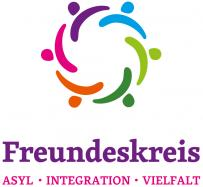 Freundeskreis
ASYL · INTEGRATION · VIELFALT